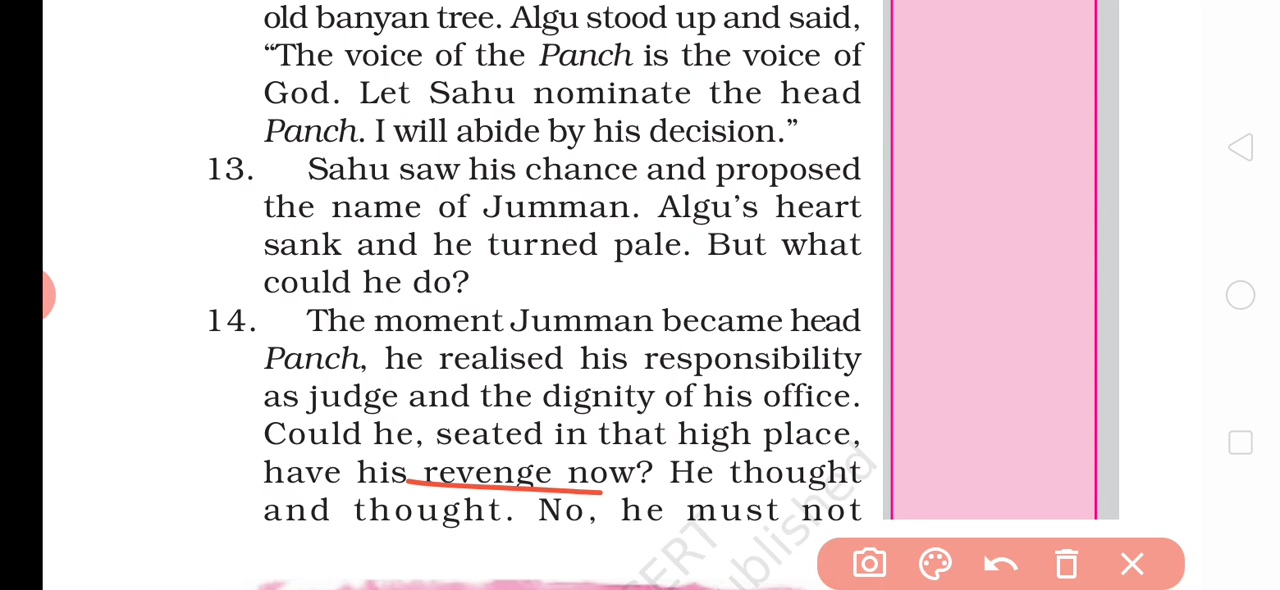 old banyan tree. Algu stood up and said,
“The voice of the Panch is the voice of
God. Let Sahu nominate the head
Panch. I will abide by his decision.”
13. Sahu saw his chance and proposed
the name of Jumman. Algu’s heart
sank and he turned pale. But what
could he do?
14. The moment Jumman became head
Panch, he realised his responsibility
as judge and the dignity of his office.
Could he, seated in that high place,
have his revenge now? He thought
and thought. No, he must not